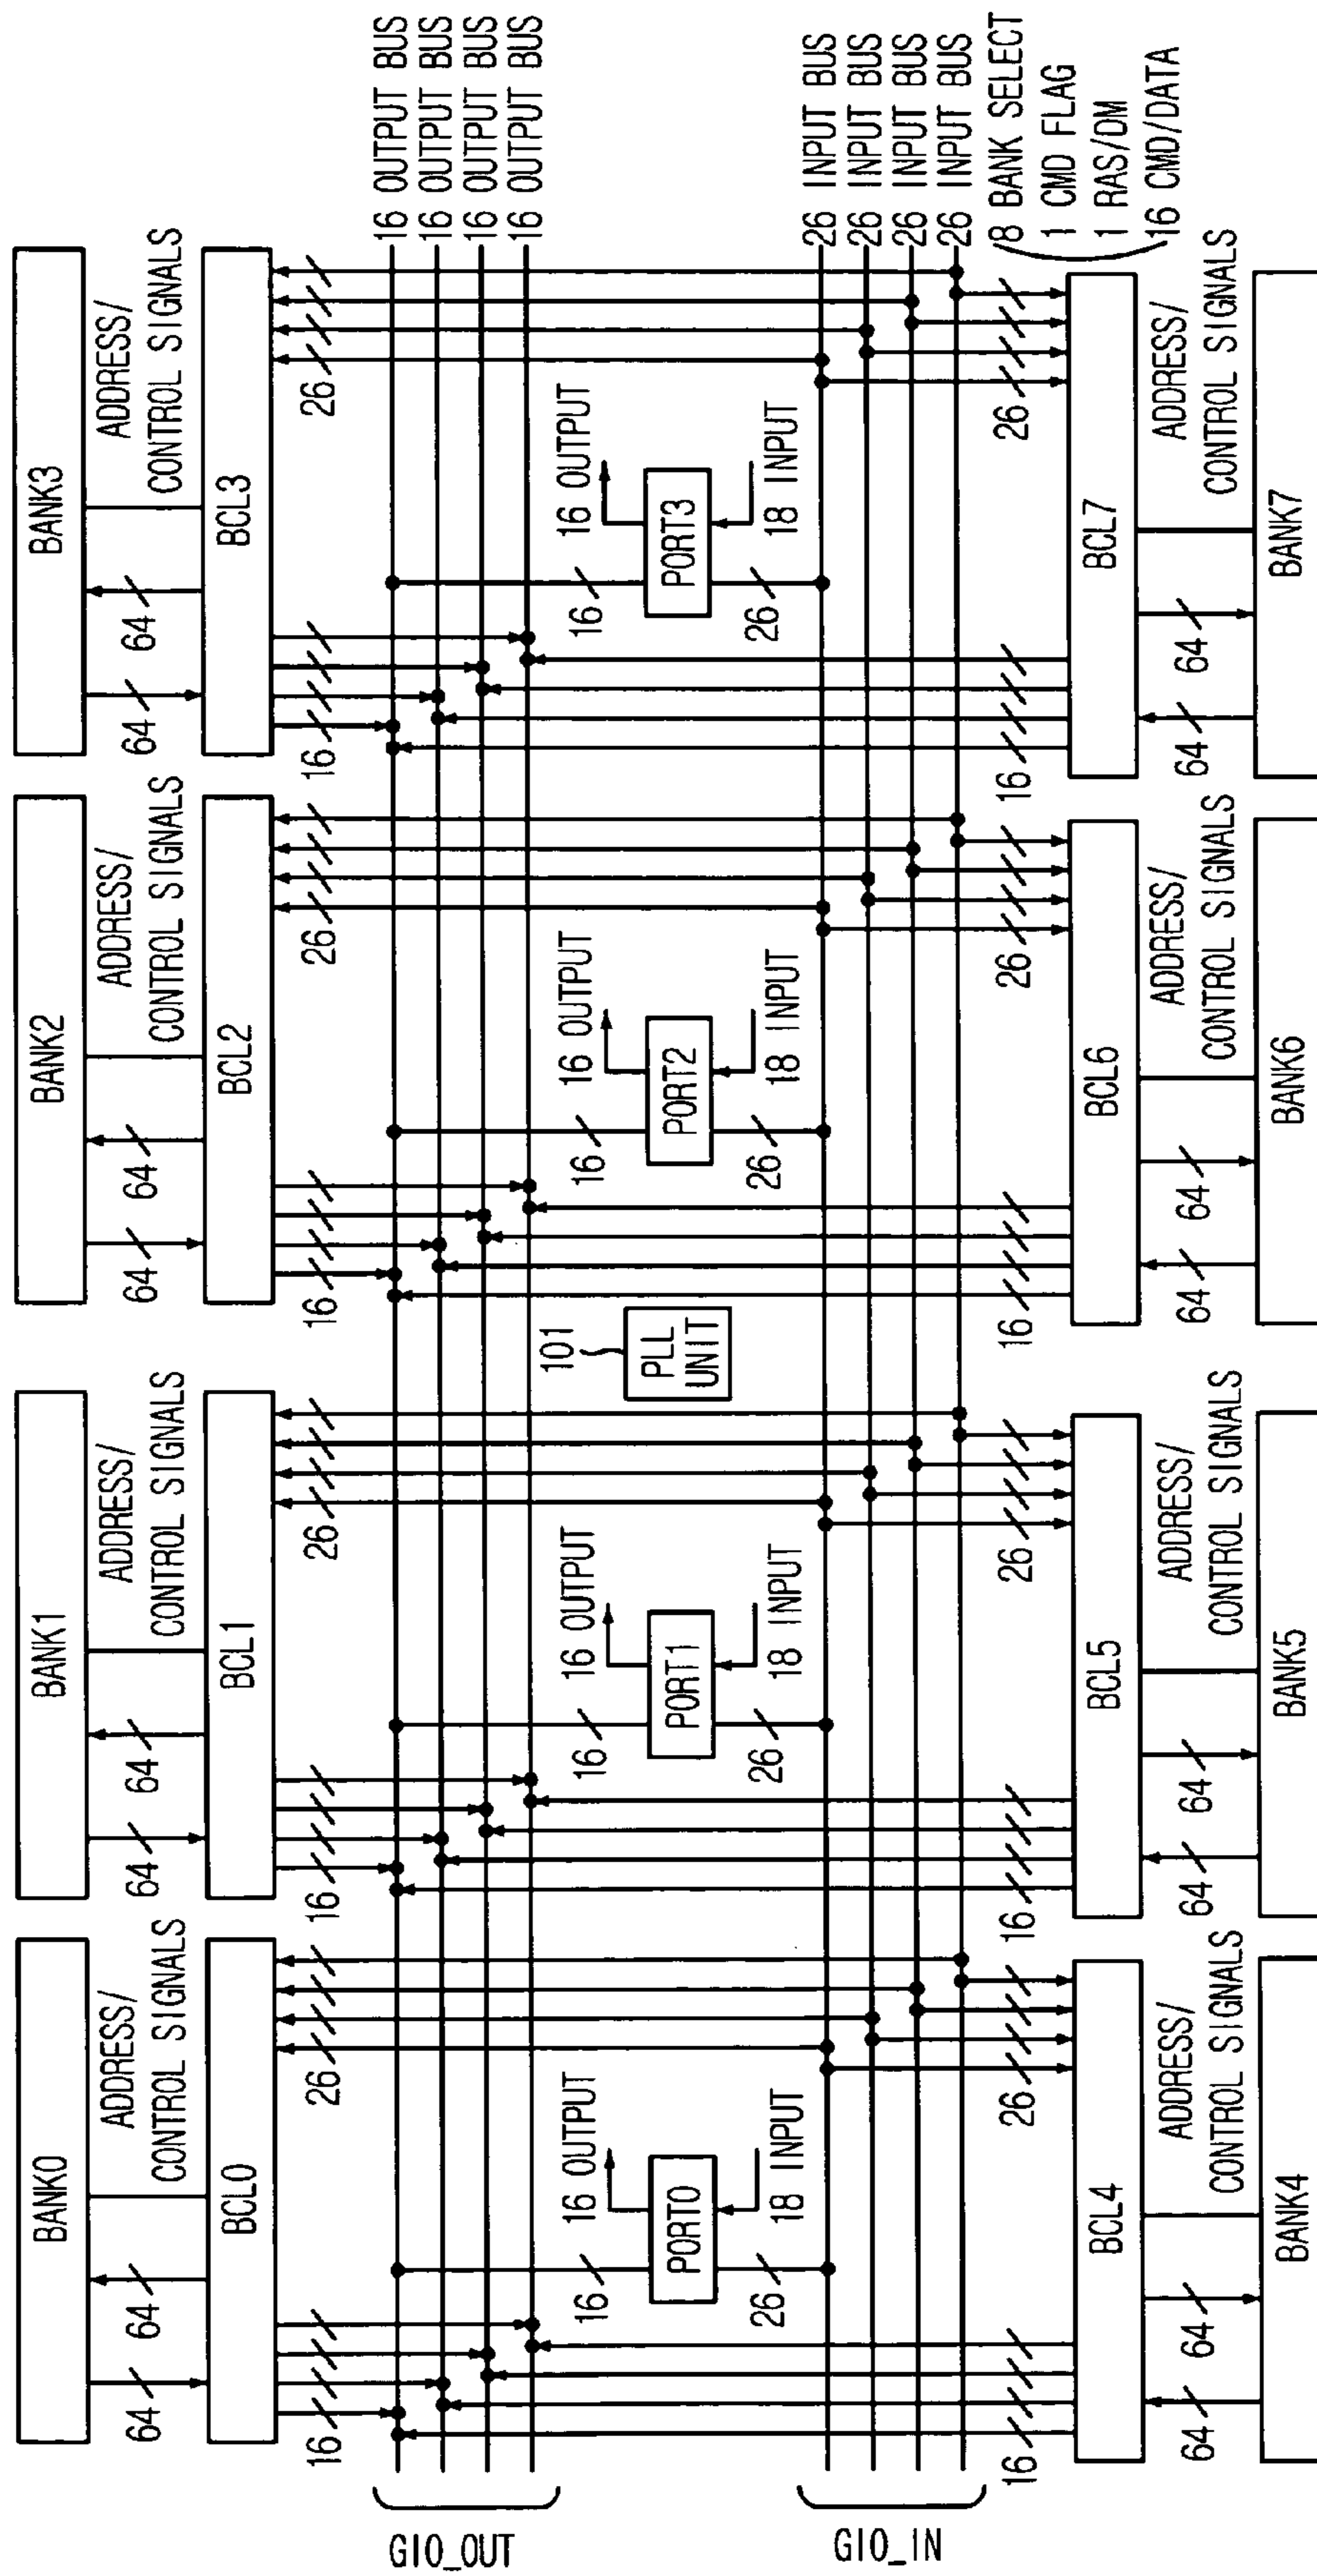 BANK0
BANK1
BANK2
BANK3
64
64
ADDRESS/
CONTROL SIGNALS
64
64
ADDRESS/
CONTROL SIGNALS
64
64
ADDRESS/
CONTROL SIGNALS
64
64
ADDRESS/
CONTROL SIGNALS
BCL0
BCL1
BCL2
BCL3
16
26
16
26
16
26
16
26
GIO_OUT
16 OUTPUT BUS
16 OUTPUT BUS
16 OUTPUT BUS
16 OUTPUT BUS
16
16 OUTPUT
PORT0
26
18 INPUT
16
16 OUTPUT
PORT1
26
18 INPUT
101
PLL
UNIT
16
16 OUTPUT
PORT2
26
18 INPUT
16
16 OUTPUT
PORT3
26
18 INPUT
GIO_IN
26 INPUT BUS
26 INPUT BUS
26 INPUT BUS
26 INPUT BUS
8 BANK SELECT
1 CMD FLAG
1 RAS/DM
16 CMD/DATA
16
26
16
26
16
26
16
26
BCL4
BCL5
BCL6
BCL7
64
64
ADDRESS/
CONTROL SIGNALS
64
64
ADDRESS/
CONTROL SIGNALS
64
64
ADDRESS/
CONTROL SIGNALS
64
64
ADDRESS/
CONTROL SIGNALS
BANK4
BANK5
BANK6
BANK7